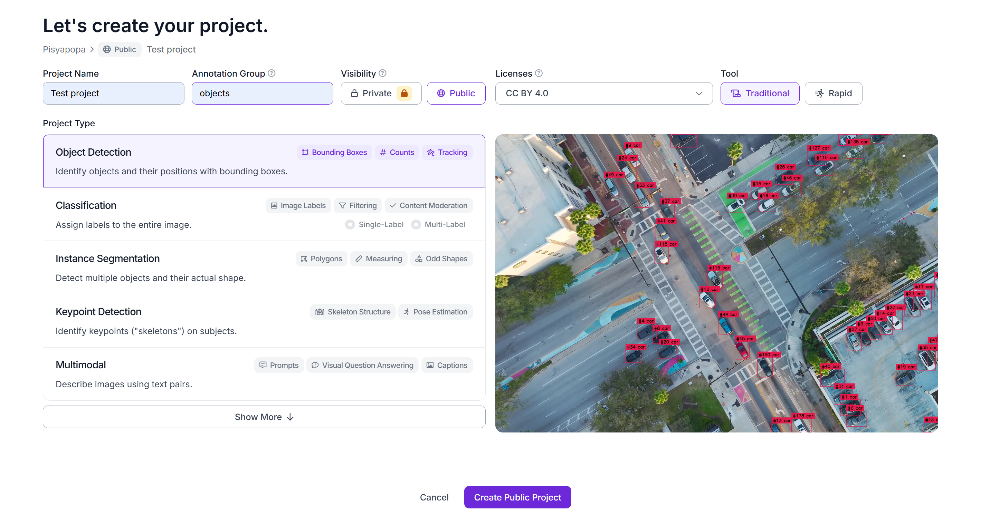 Let's create your project.
Pisyapopa > Public Test project
Project Name
Annotation Group
Visibility
Licenses
Tool
Test project
objects
Private
Public
CC BY 4.0
Traditional
Rapid
Project Type
Object Detection
Bounding Boxes
Counts
Tracking
Identify objects and their positions with bounding boxes.
Classification
Image Labels
Filtering
Content Moderation
Assign labels to the entire image.
Single-Label
Multi-Label
Instance Segmentation
Polygons
Measuring
Odd Shapes
Detect multiple objects and their actual shape.
Keypoint Detection
Skeleton Structure
Pose Estimation
Identify keypoints ("skeletons") on subjects.
Multimodal
Prompts
Visual Question Answering
Captions
Describe images using text pairs.
Show More
#9 car
#24 car
#49 car
#33 car
#37 car
#41 car
#118 car
#138 car
#127 car
#110 car
#26 car
#46 car
#15 car
#39 car
#16 car
#115 car
#12 car
#44 car
#45 car
#150 car
#4 car
#8 car
#20 car
#34 car
#11 car
#23 car
#22 car
#14 car
#50 car
#3 car
#27 car
#47
#35 car
#40 car
#19 car
#31 car
#1 car
#6 car
#178 car
#13 car
#43
Cancel
Create Public Project